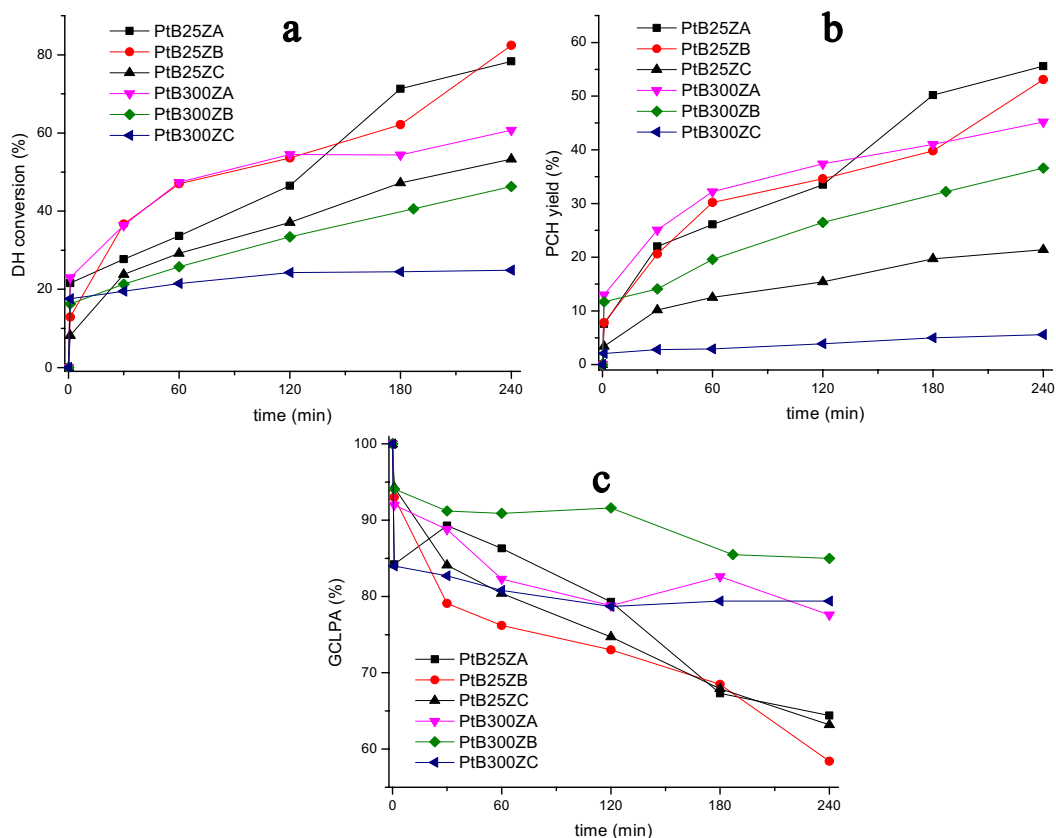 a
PtB25ZA
PtB25ZB
PtB25ZC
PtB300ZA
PtB300ZB
PtB300ZC
DH conversion (%)
80
60
40
20
0
0 60 120 180 240
time (min)
b
PtB25ZA
PtB25ZB
PtB25ZC
PtB300ZA
PtB300ZB
PtB300ZC
PCH yield (%)
60
50
40
30
20
10
0
0 60 120 180 240
time (min)
c
GCLPA (%)
100
90
80
70
60
PtB25ZA
PtB25ZB
PtB25ZC
PtB300ZA
PtB300ZB
PtB300ZC
0 60 120 180 240
time (min)